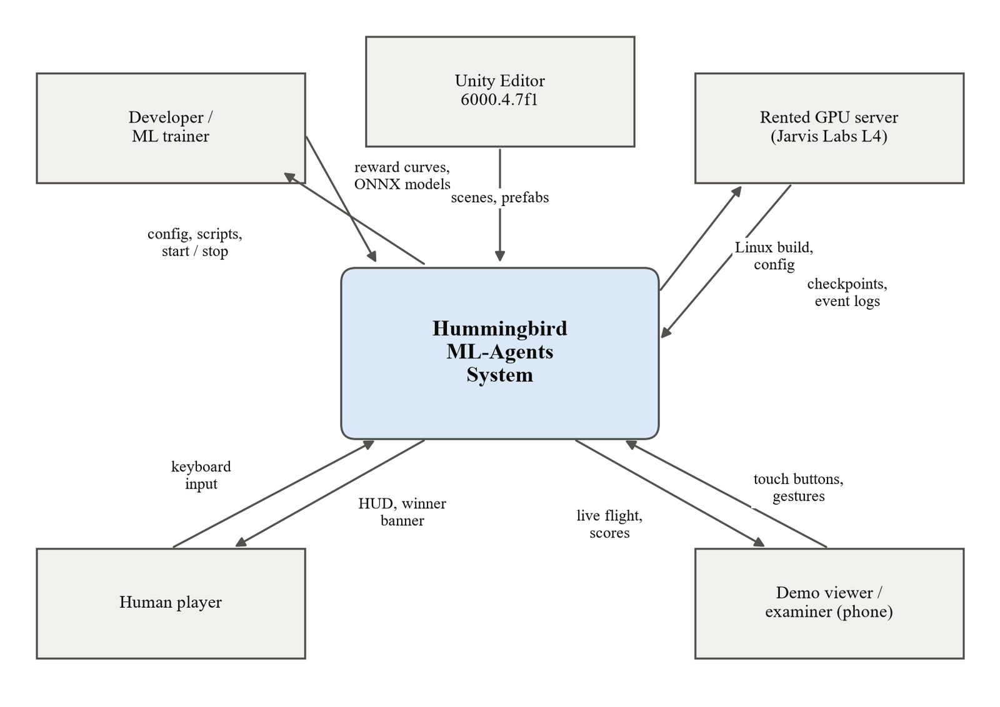 Unity Editor
6000.4.7f1
Developer /
ML trainer
Rented GPU server
(Jarvis Labs L4)
reward curves,
ONNX models
scenes, prefabs
config, scripts,
start / stop
Linux build,
config
checkpoints,
event logs
Hummingbird
ML-Agents
System
keyboard
input
HUD, winner
banner
live flight,
scores
touch buttons,
gestures
Human player
Demo viewer /
examiner (phone)